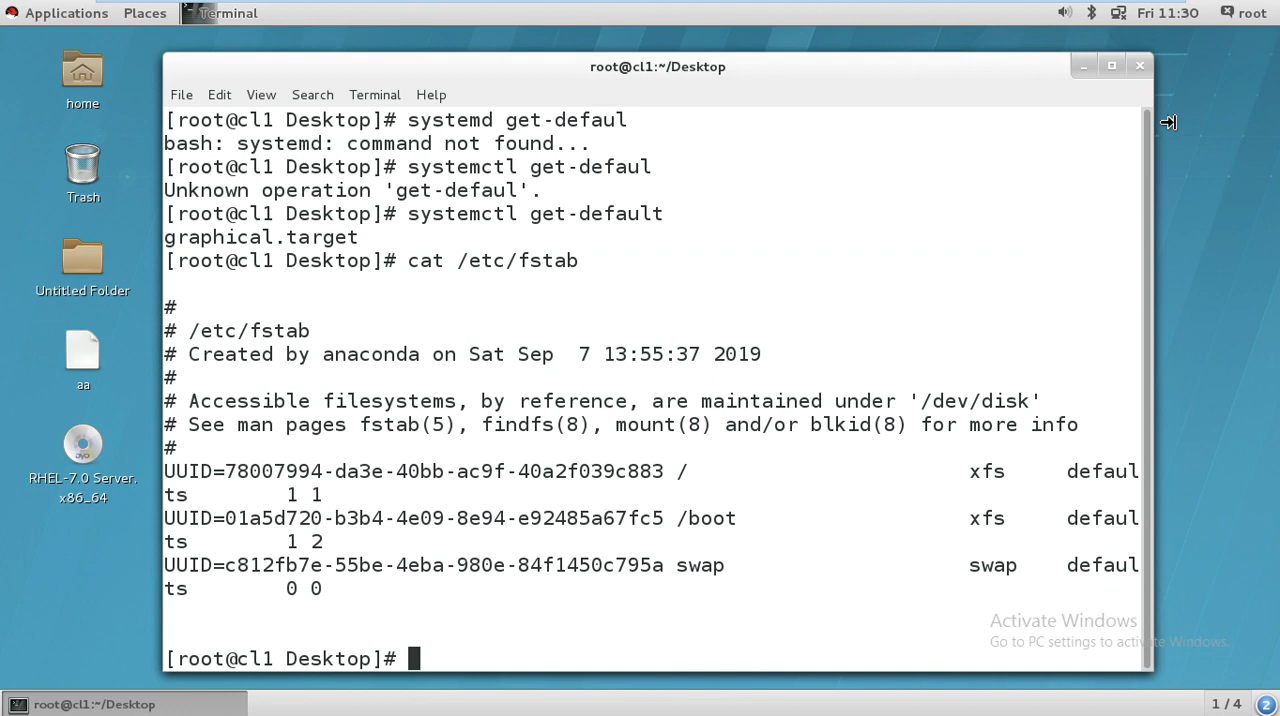 Applications Places Terminal Fri 11:30 root
root@cl1:~/Desktop
File Edit View Search Terminal Help
[root@cl1 Desktop]# systemd get-defaul
bash: systemd: command not found...
[root@cl1 Desktop]# systemctl get-defaul
Unknown operation 'get-defaul'.
[root@cl1 Desktop]# systemctl get-default
graphical.target
[root@cl1 Desktop]# cat /etc/fstab
#
# /etc/fstab
# Created by anaconda on Sat Sep  7 13:55:37 2019
#
# Accessible filesystems, by reference, are maintained under '/dev/disk'
# See man pages fstab(5), findfs(8), mount(8) and/or blkid(8) for more info
#
UUID=78007994-da3e-40bb-ac9f-40a2f039c883 /                       xfs     defaul
ts        1 1
UUID=01a5d720-b3b4-4e09-8e94-e92485a67fc5 /boot                   xfs     defaul
ts        1 2
UUID=c812fb7e-55be-4eba-980e-84f1450c795a swap                    swap    defaul
ts        0 0
[root@cl1 Desktop]#
home
Trash
Untitled Folder
aa
DVD
RHEL-7.0 Server.
x86_64
Activate Windows
Go to PC settings to activate Windows.
root@cl1:~/Desktop 1 / 4 2